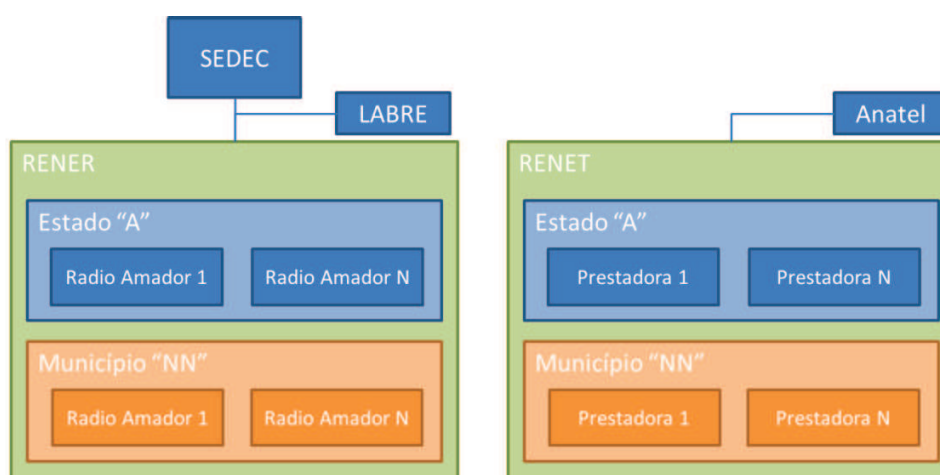 SEDEC
LABRE
RENER
Estado “A”
Radio Amador 1
Radio Amador N
Município “NN”
Radio Amador 1
Radio Amador N
Anatel
RENET
Estado “A”
Prestadora 1
Prestadora N
Município “NN”
Prestadora 1
Prestadora N